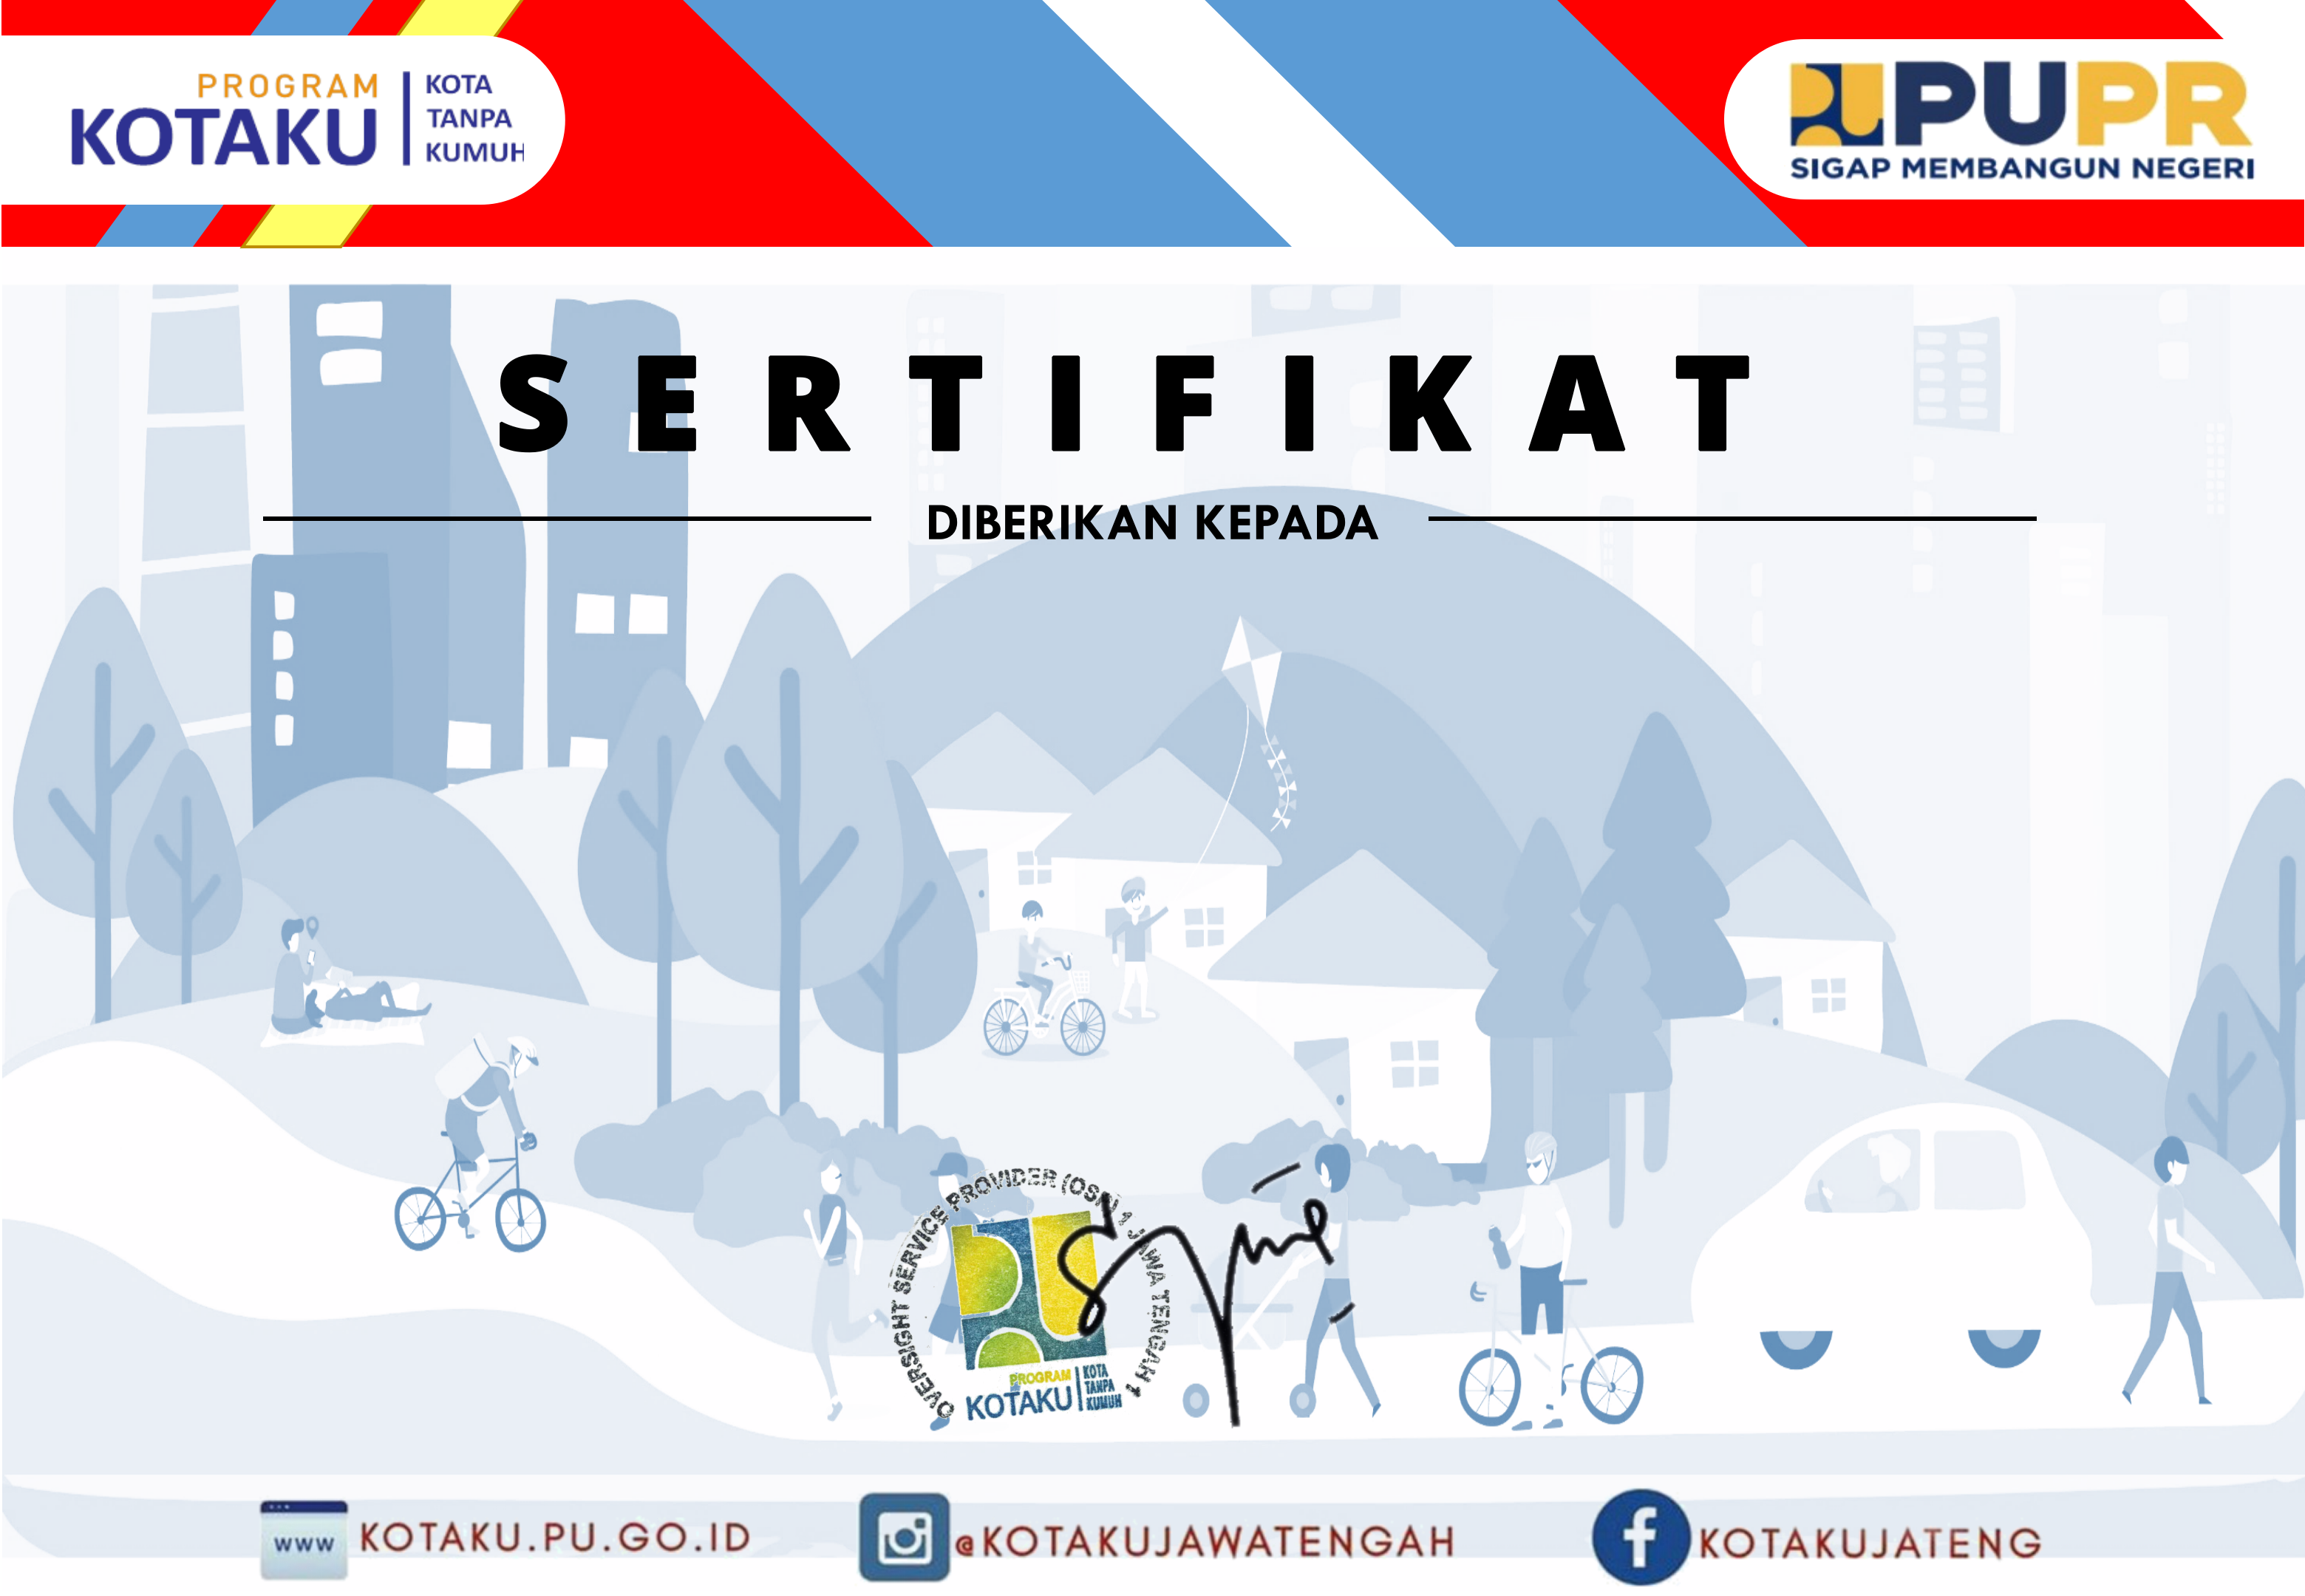 PROGRAM
KOTAKU
KOTA
TANPA
KUMUH
PUPR
SIGAP MEMBANGUN NEGERI
SERTIFIKAT
DIBERIKAN KEPADA
OVERSIGHT SERVICE PROVIDER (OSP) 1 JAWA TENGAH 1
PROGRAM
KOTAKU
KOTA
TANPA
KUMUH
www KOTAKU.PU.GO.ID
@KOTAKUJAWATENGAH
f KOTAKUJATENG